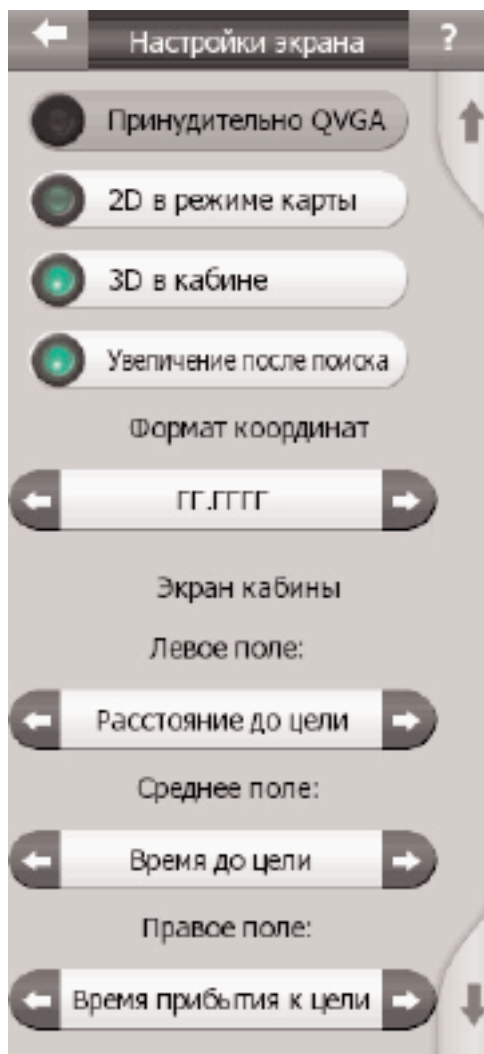 Настройки экрана ?
Принудительно QVGA
2D в режиме карты
3D в кабине
Увеличение после поиска
Формат координат
ГГ.ГГГГ
Экран кабины
Левое поле:
Расстояние до цели
Среднее поле:
Время до цели
Правое поле:
Время прибытия к цели